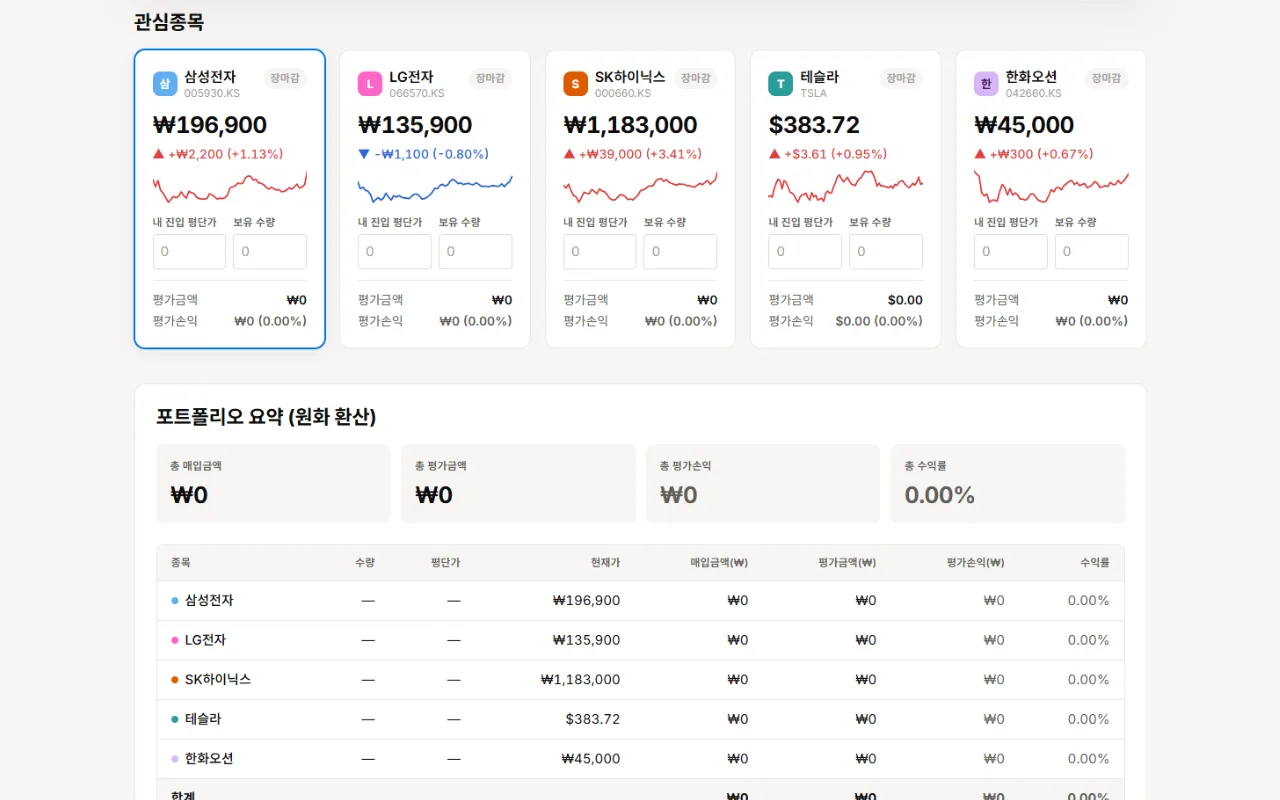 관심종목
삼 삼성전자 장마감
005930.KS
₩196,900
▲ +₩2,200 (+1.13%)
내 진입 평단가 보유 수량
0 0
평가금액 ₩0
평가손익 ₩0 (0.00%)
L LG전자 장마감
066570.KS
₩135,900
▼ -₩1,100 (-0.80%)
내 진입 평단가 보유 수량
0 0
평가금액 ₩0
평가손익 ₩0 (0.00%)
S SK하이닉스 장마감
000660.KS
₩1,183,000
▲ +₩39,000 (+3.41%)
내 진입 평단가 보유 수량
0 0
평가금액 ₩0
평가손익 ₩0 (0.00%)
T 테슬라 장마감
TSLA
$383.72
▲ +$3.61 (+0.95%)
내 진입 평단가 보유 수량
0 0
평가금액 $0.00
평가손익 $0.00 (0.00%)
한 한화오션 장마감
042660.KS
₩45,000
▲ +₩300 (+0.67%)
내 진입 평단가 보유 수량
0 0
평가금액 ₩0
평가손익 ₩0 (0.00%)
포트폴리오 요약 (원화 환산)
총 매입금액
₩0
총 평가금액
₩0
총 평가손익
₩0
총 수익률
0.00%
종목 수량 평단가 현재가 매입금액(₩) 평가금액(₩) 평가손익(₩) 수익률
삼성전자 — — ₩196,900 ₩0 ₩0 ₩0 0.00%
LG전자 — — ₩135,900 ₩0 ₩0 ₩0 0.00%
SK하이닉스 — — ₩1,183,000 ₩0 ₩0 ₩0 0.00%
테슬라 — — $383.72 ₩0 ₩0 ₩0 0.00%
한화오션 — — ₩45,000 ₩0 ₩0 ₩0 0.00%
합계 ₩0 ₩0 ₩0 0.00%